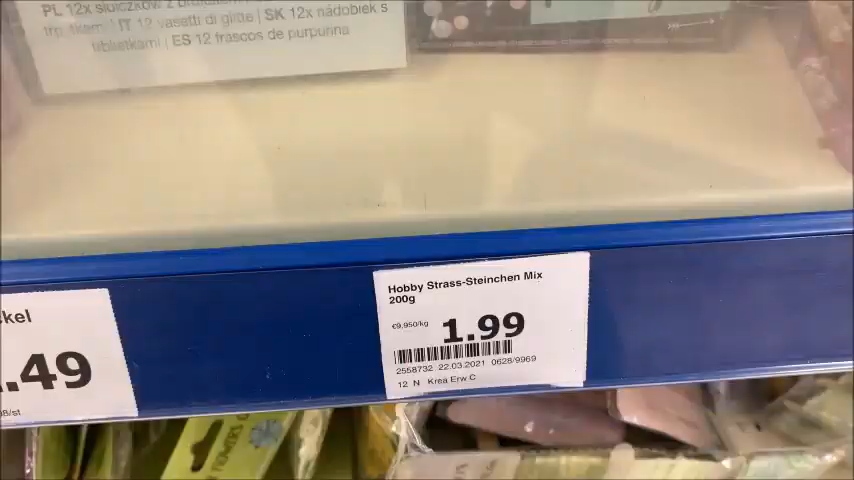 PL 12x słoiczków z brokatem
IT 12 vasetti di glitter | SK 12x nádobiek s
trblietkami | ES 12 frascos de purpurina
Hobby Strass-Steinchen Mix
200g
€9,950/kg
1.99
2558732 22.03.2021 0628/9969
12 N Krea Erw C
.49
/st
FLOWERS